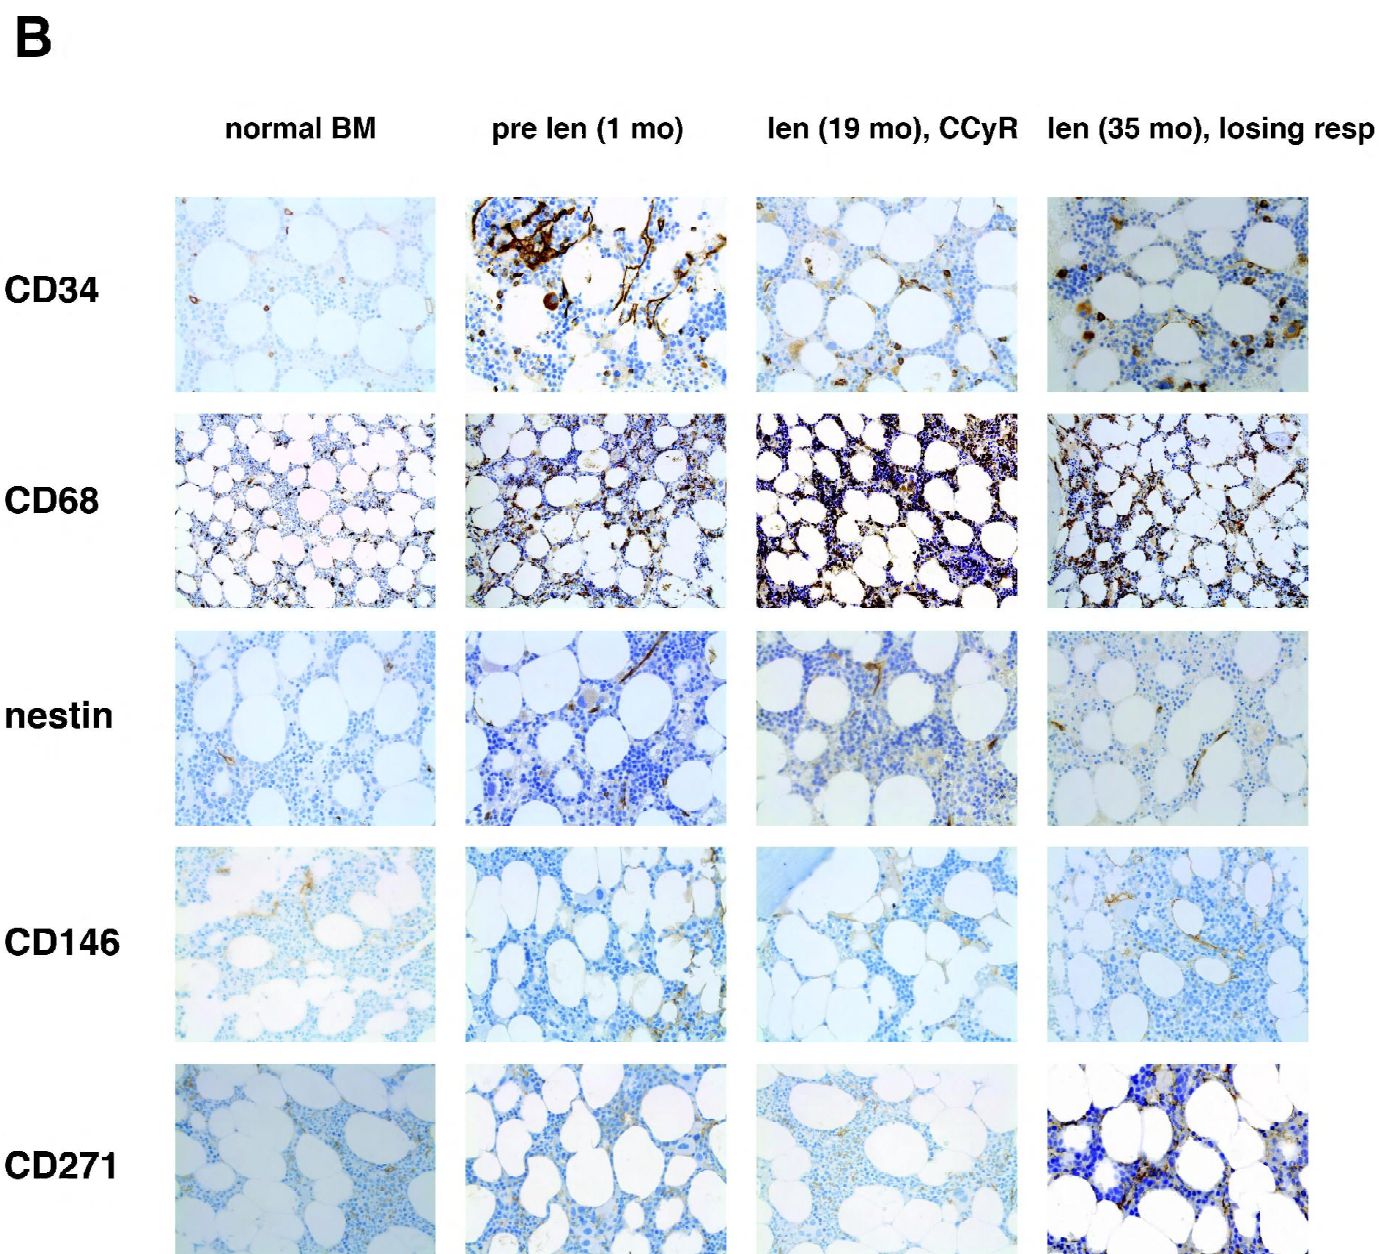 B
normal BM
pre len (1 mo)
len (19 mo), CCyR
len (35 mo), losing resp
CD34
CD68
nestin
CD146
CD271